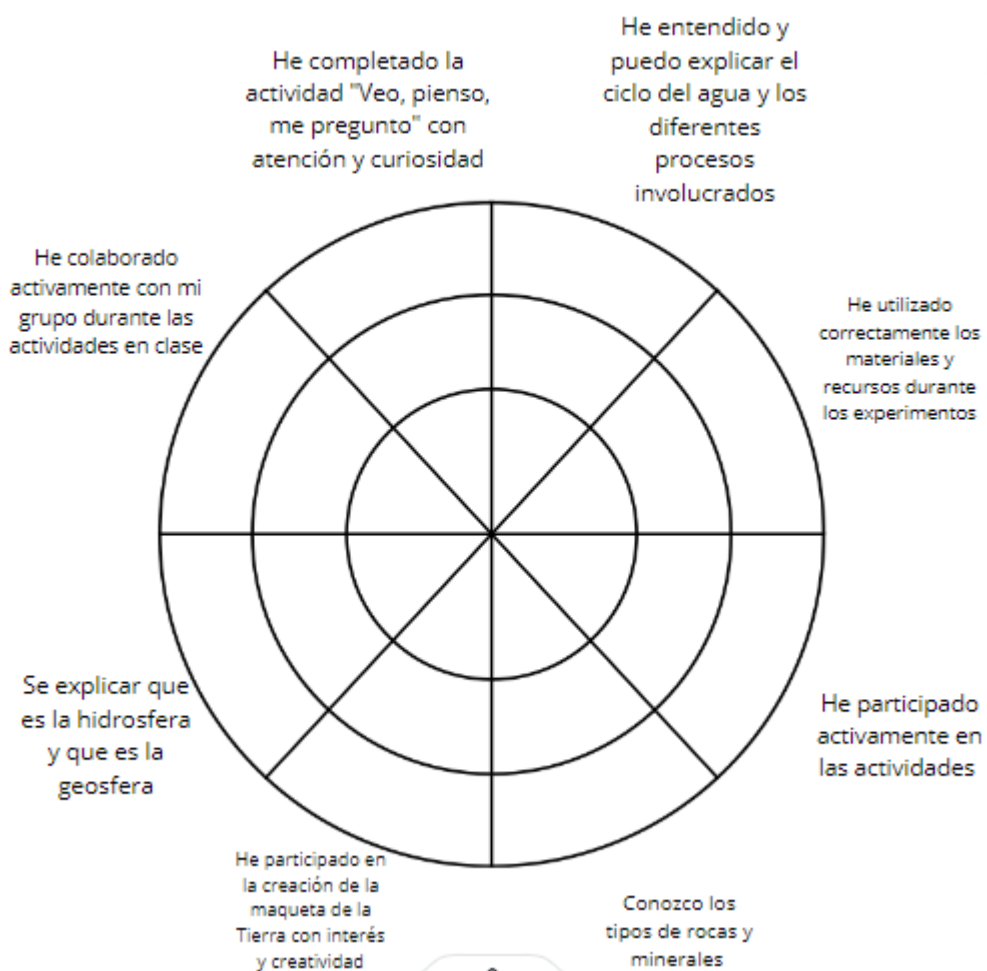 He completado la
actividad "Veo, pienso,
me pregunto" con
atención y curiosidad
He entendido y
puedo explicar el
ciclo del agua y los
diferentes
procesos
involucrados
He colaborado
activamente con mi
grupo durante las
actividades en clase
He utilizado
correctamente los
materiales y
recursos durante
los experimentos
Se explicar que
es la hidrosfera
y que es la
geosfera
He participado
activamente en
las actividades
He participado en
la creación de la
maqueta de la
Tierra con interés
y creatividad
Conozco los
tipos de rocas y
minerales